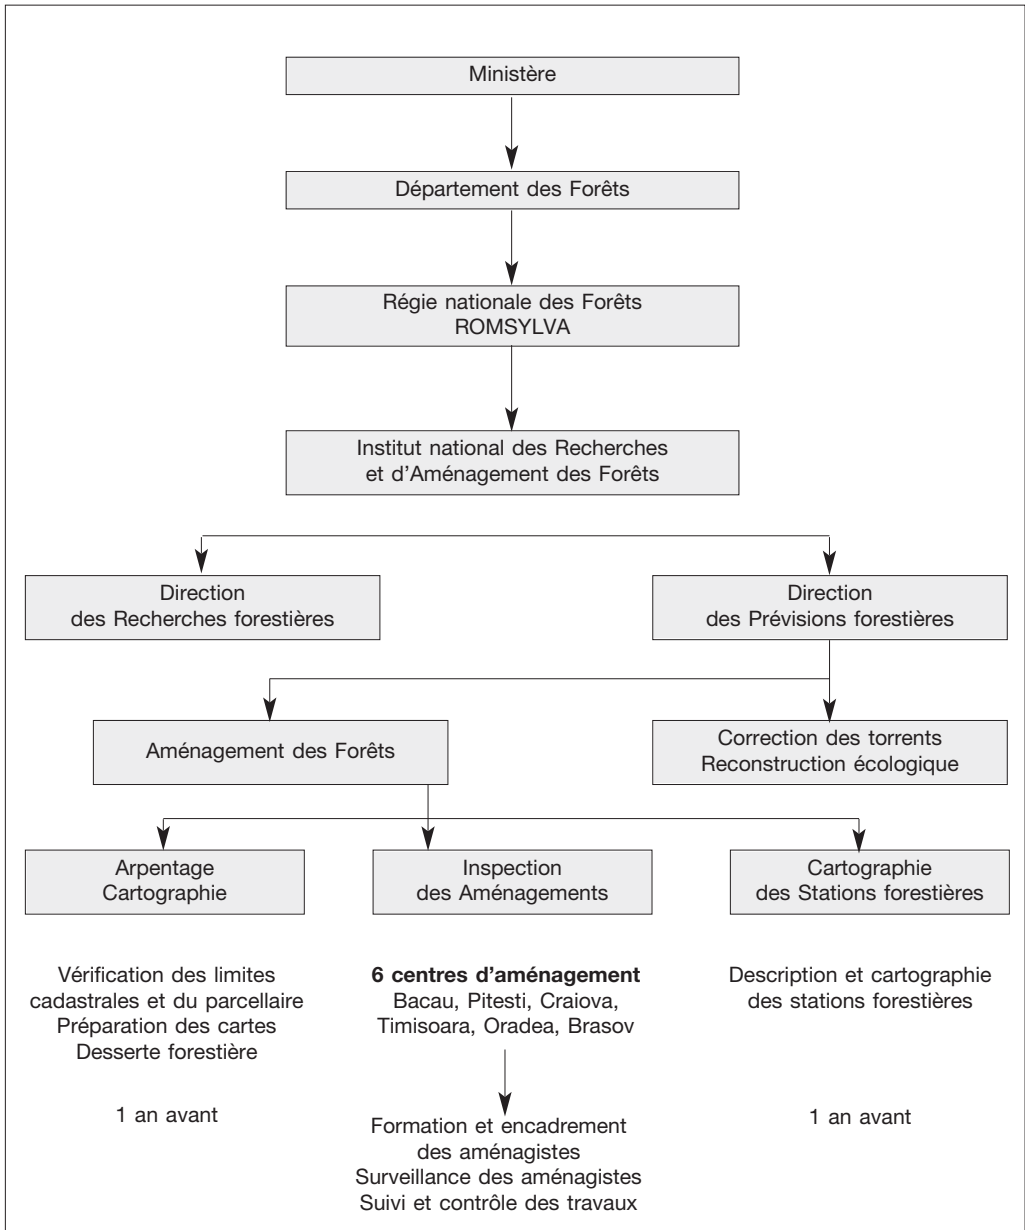 Ministère
Département des Forêts
Régie nationale des Forêts
ROMSYLVA
Institut national des Recherches
et d'Aménagement des Forêts
Direction
des Recherches forestières
Direction
des Prévisions forestières
Aménagement des Forêts
Correction des torrents
Reconstruction écologique
Arpentage
Cartographie
Inspection
des Aménagements
Cartographie
des Stations forestières
Vérification des limites
cadastrales et du parcellaire
Préparation des cartes
Desserte forestière
1 an avant
6 centres d'aménagement
Bacau, Pitesti, Craiova,
Timisoara, Oradea, Brasov
Formation et encadrement
des aménagistes
Surveillance des aménagistes
Suivi et contrôle des travaux
Description et cartographie
des stations forestières
1 an avant